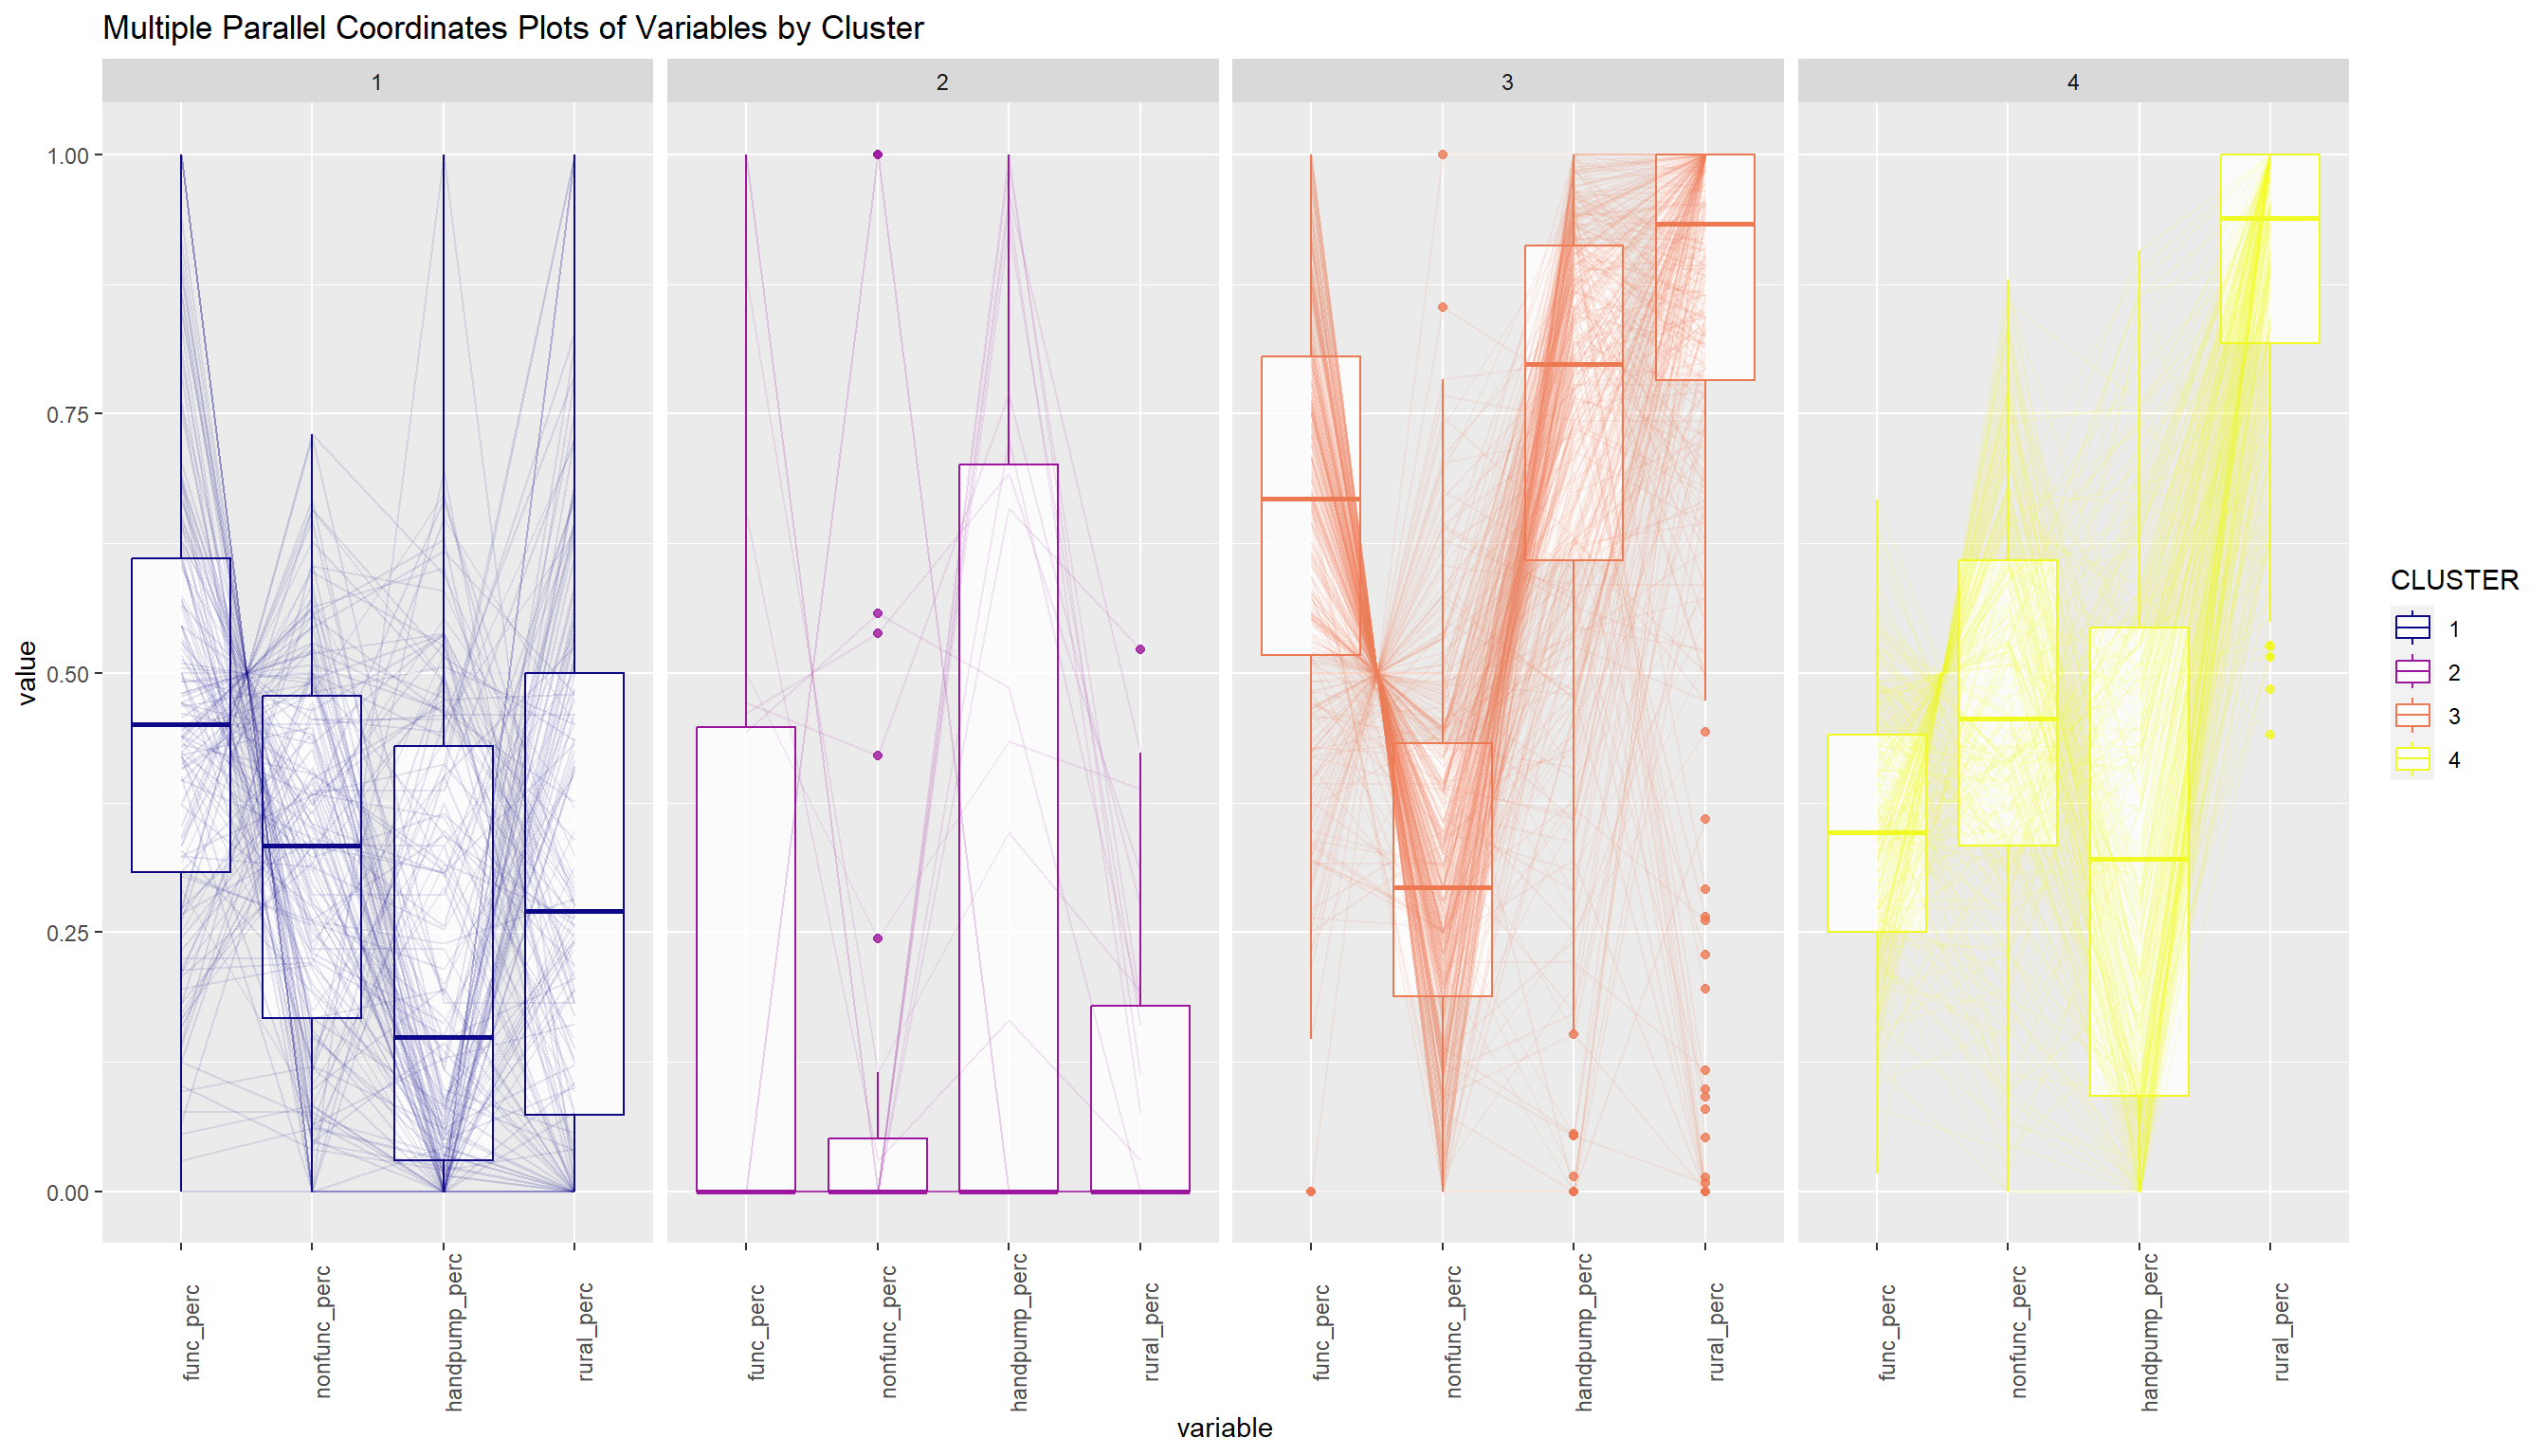 Multiple Parallel Coordinates Plots of Variables by Cluster
1
2
3
4
1.00
0.75
0.50
0.25
0.00
value
func_perc
nonfunc_perc
handpump_perc
rural_perc
func_perc
nonfunc_perc
handpump_perc
rural_perc
func_perc
nonfunc_perc
handpump_perc
rural_perc
func_perc
nonfunc_perc
handpump_perc
rural_perc
variable
CLUSTER
1
2
3
4